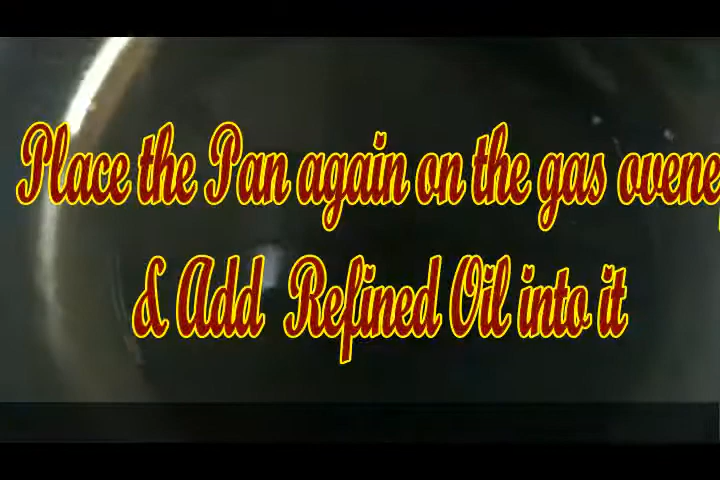 Place the Pan again on the gas ovene
& Add Refined Oil into it